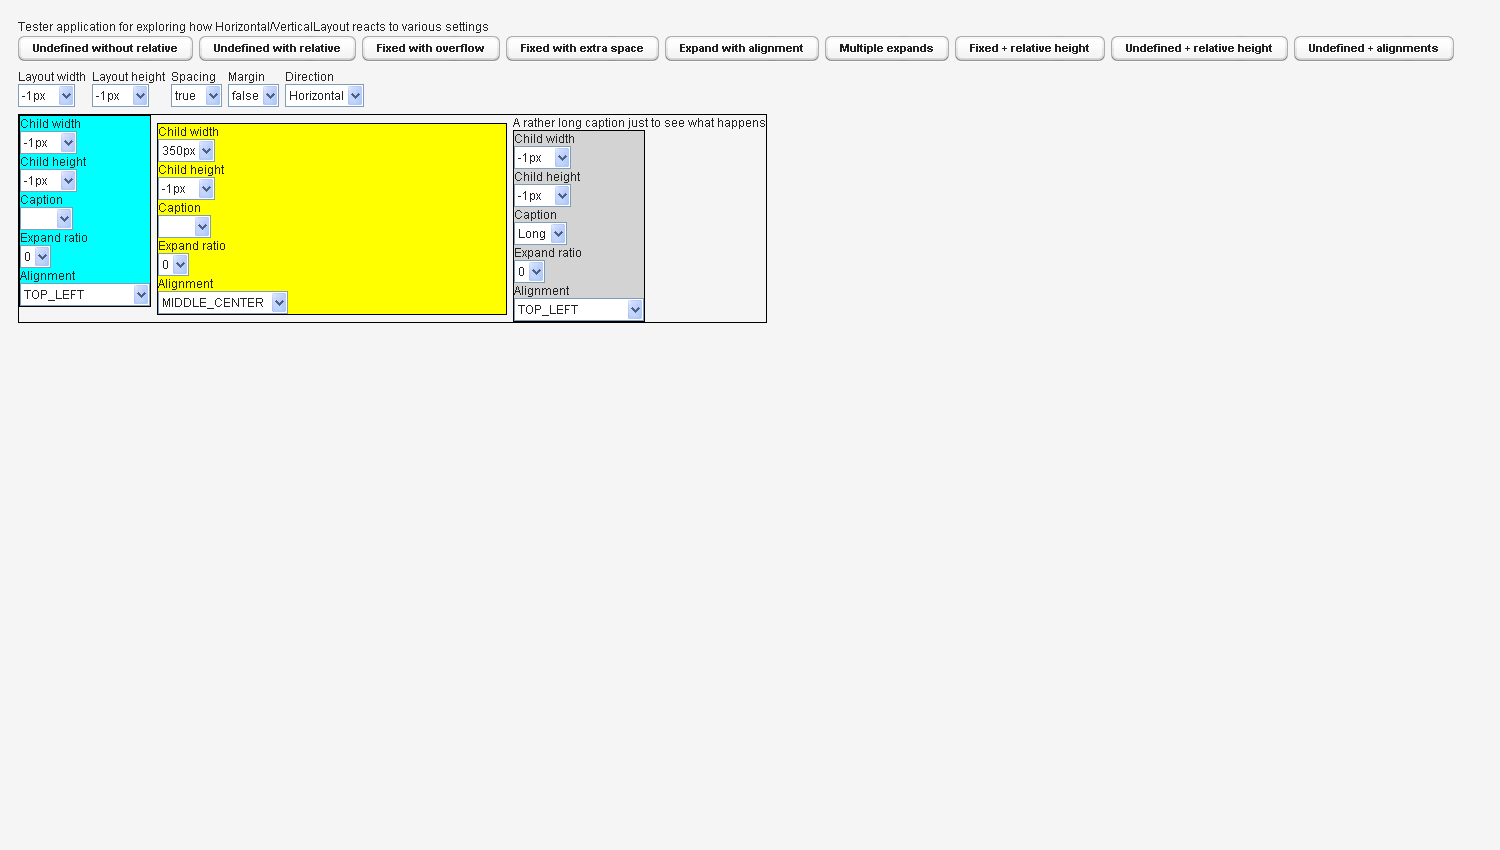 Tester application for exploring how Horizontal/VerticalLayout reacts to various settings
Undefined without relative Undefined with relative Fixed with overflow Fixed with extra space Expand with alignment Multiple expands Fixed + relative height Undefined + relative height Undefined + alignments
Layout width Layout height Spacing Margin Direction
-1px -1px true false Horizontal
Child width
-1px
Child height
-1px
Caption
Expand ratio
0
Alignment
TOP_LEFT
Child width
350px
Child height
-1px
Caption
Expand ratio
0
Alignment
MIDDLE_CENTER
A rather long caption just to see what happens
Child width
-1px
Child height
-1px
Caption
Long
Expand ratio
0
Alignment
TOP_LEFT